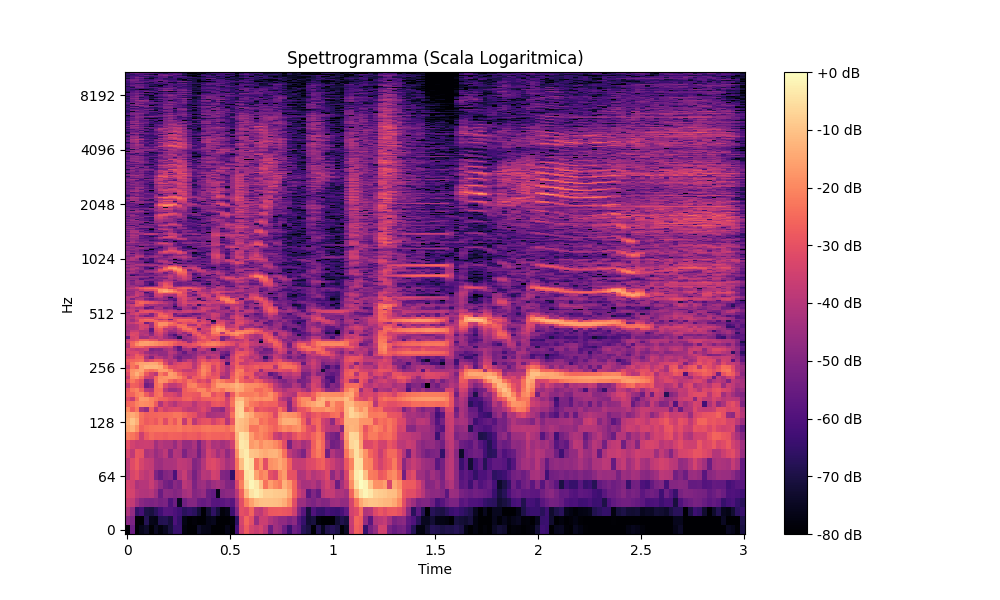 Spettrogramma (Scala Logaritmica)
8192
4096
2048
1024
512
256
128
64
0
Hz
0
0.5
1
1.5
2
2.5
3
Time
+0 dB
-10 dB
-20 dB
-30 dB
-40 dB
-50 dB
-60 dB
-70 dB
-80 dB